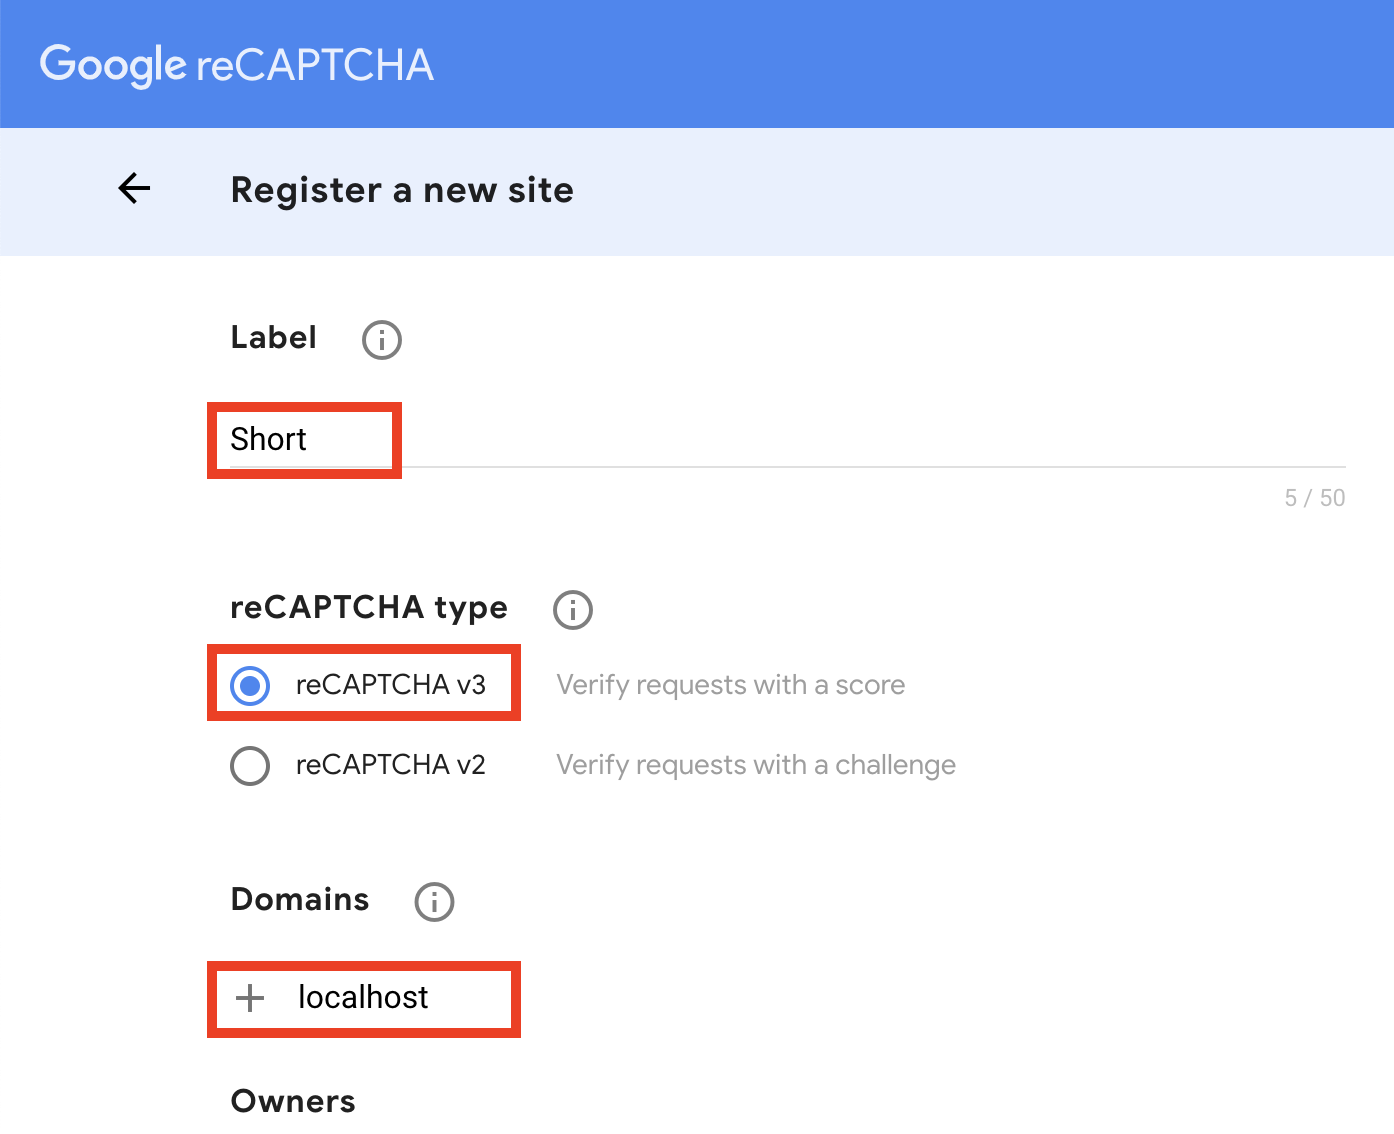 Google reCAPTCHA
Register a new site
Label
Short
5 / 50
reCAPTCHA type
reCAPTCHA v3 Verify requests with a score
reCAPTCHA v2 Verify requests with a challenge
Domains
+ localhost
Owners